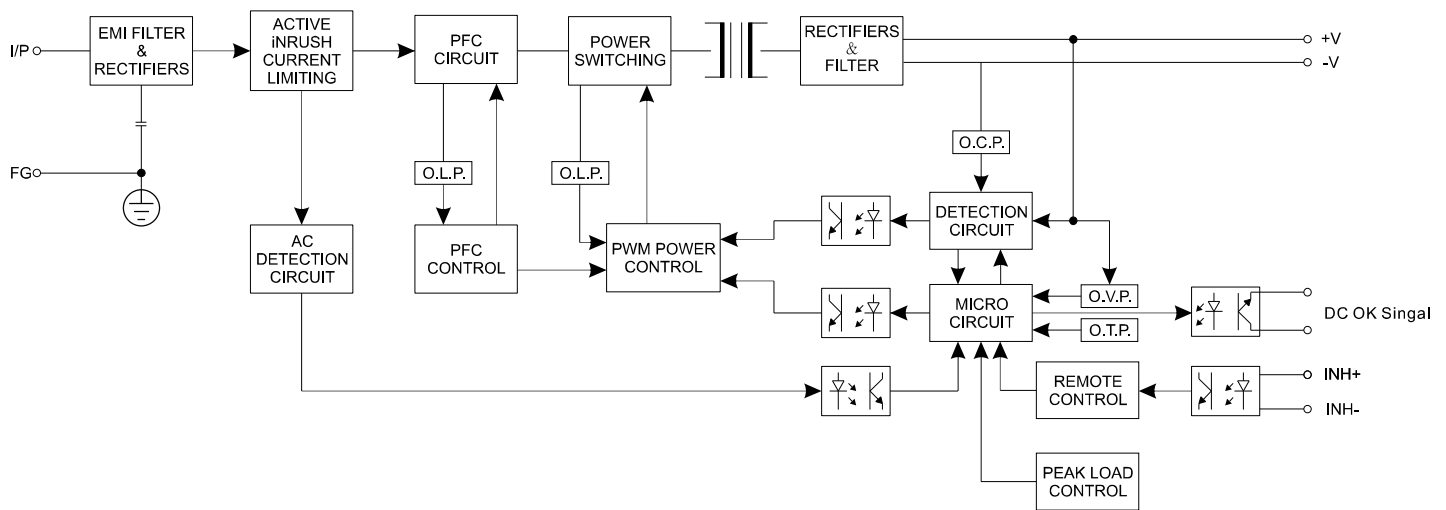 I/P
EMI FILTER
&
RECTIFIERS
ACTIVE
iNRUSH
CURRENT
LIMITING
PFC
CIRCUIT
POWER
SWITCHING
RECTIFIERS
&
FILTER
+V
-V
FG
O.L.P.
O.L.P.
O.C.P.
AC
DETECTION
CIRCUIT
PFC
CONTROL
PWM POWER
CONTROL
DETECTION
CIRCUIT
MICRO
CIRCUIT
O.V.P.
O.T.P.
DC OK Singal
REMOTE
CONTROL
INH+
INH-
PEAK LOAD
CONTROL